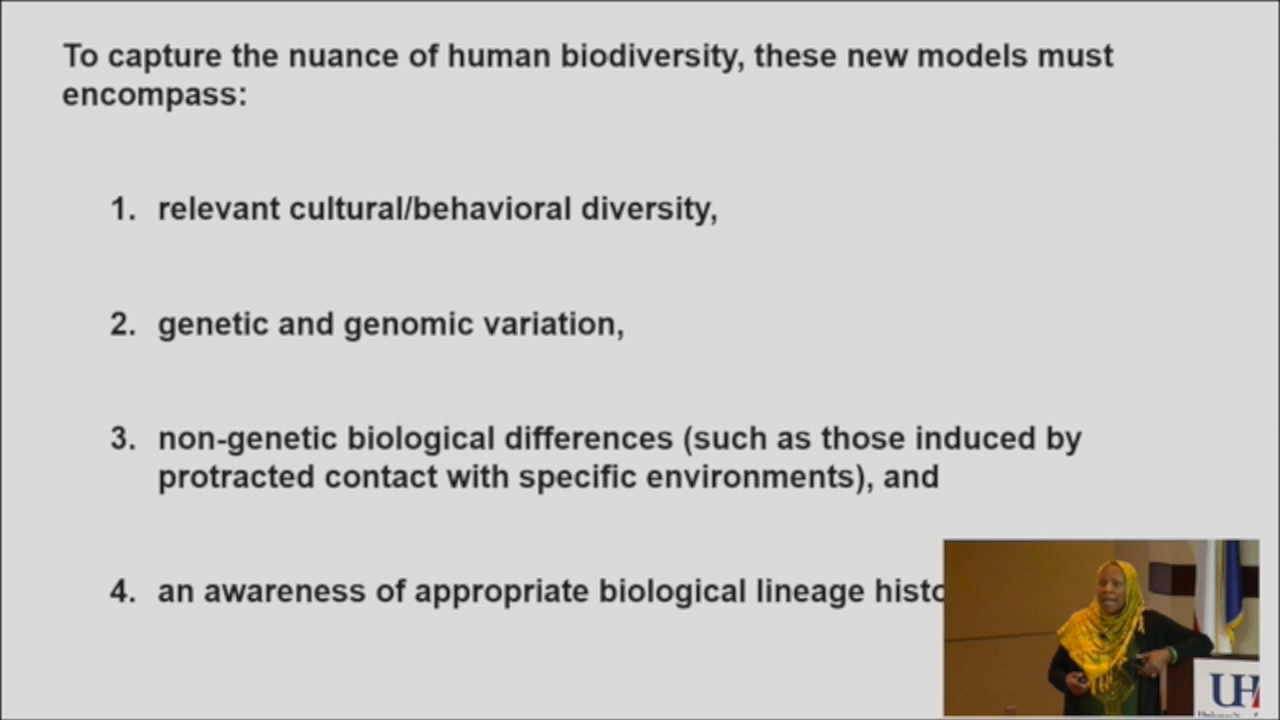 To capture the nuance of human biodiversity, these new models must
encompass:
1. relevant cultural/behavioral diversity,
2. genetic and genomic variation,
3. non-genetic biological differences (such as those induced by
protracted contact with specific environments), and
4. an awareness of appropriate biological lineage